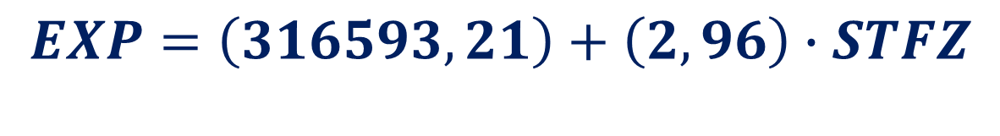 EXP = (316593,21) + (2,96) · STFZ